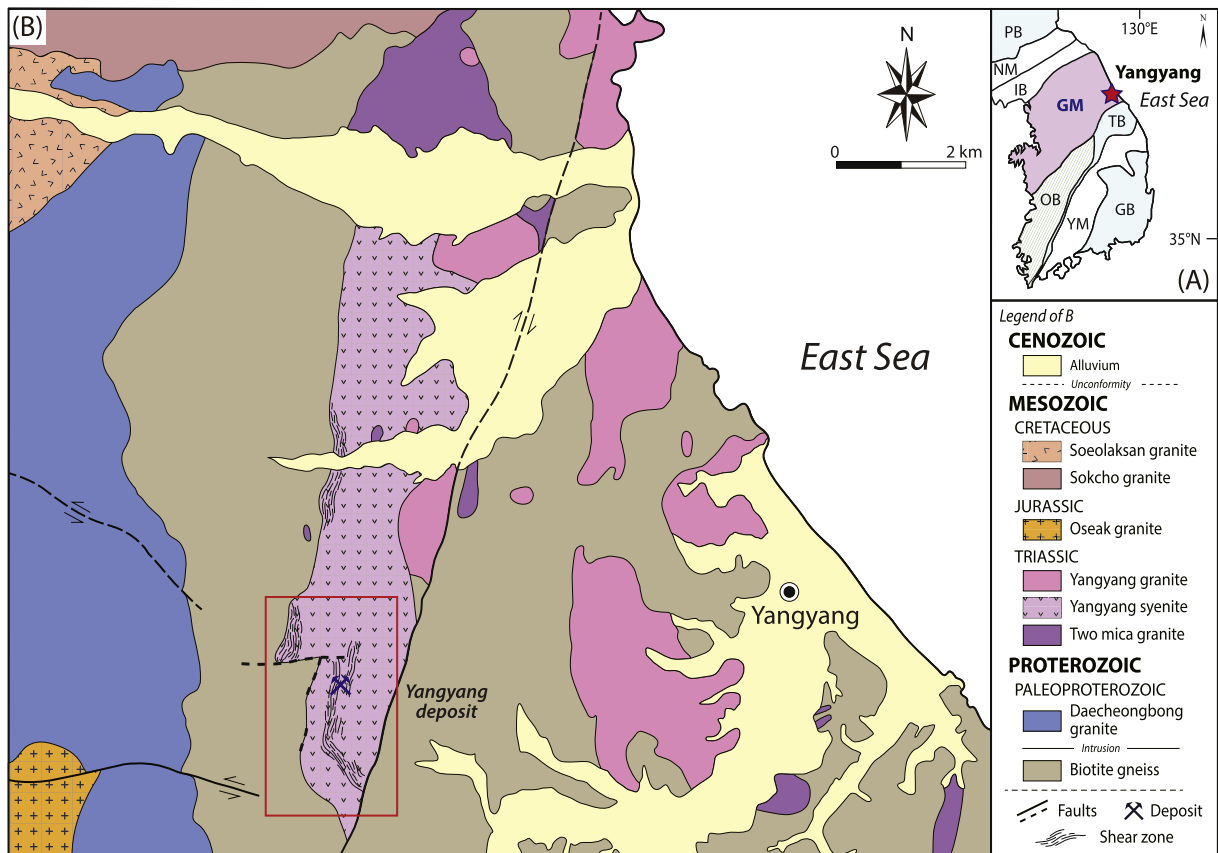 (B)
N
0
2 km
East Sea
Yangyang
Yangyang
deposit
130°E
N
PB
NM
IB
Yangyang
East Sea
GM
TB
OB
YM
GB
35°N
(A)
Legend of B
CENOZOIC
Alluvium
Unconformity
MESOZOIC
CRETACEOUS
Soeolaksan granite
Sokcho granite
JURASSIC
Oseak granite
TRIASSIC
Yangyang granite
Yangyang syenite
Two mica granite
PROTEROZOIC
PALEOPROTEROZOIC
Daecheongbong
granite
Intrusion
Biotite gneiss
Faults
Deposit
Shear zone